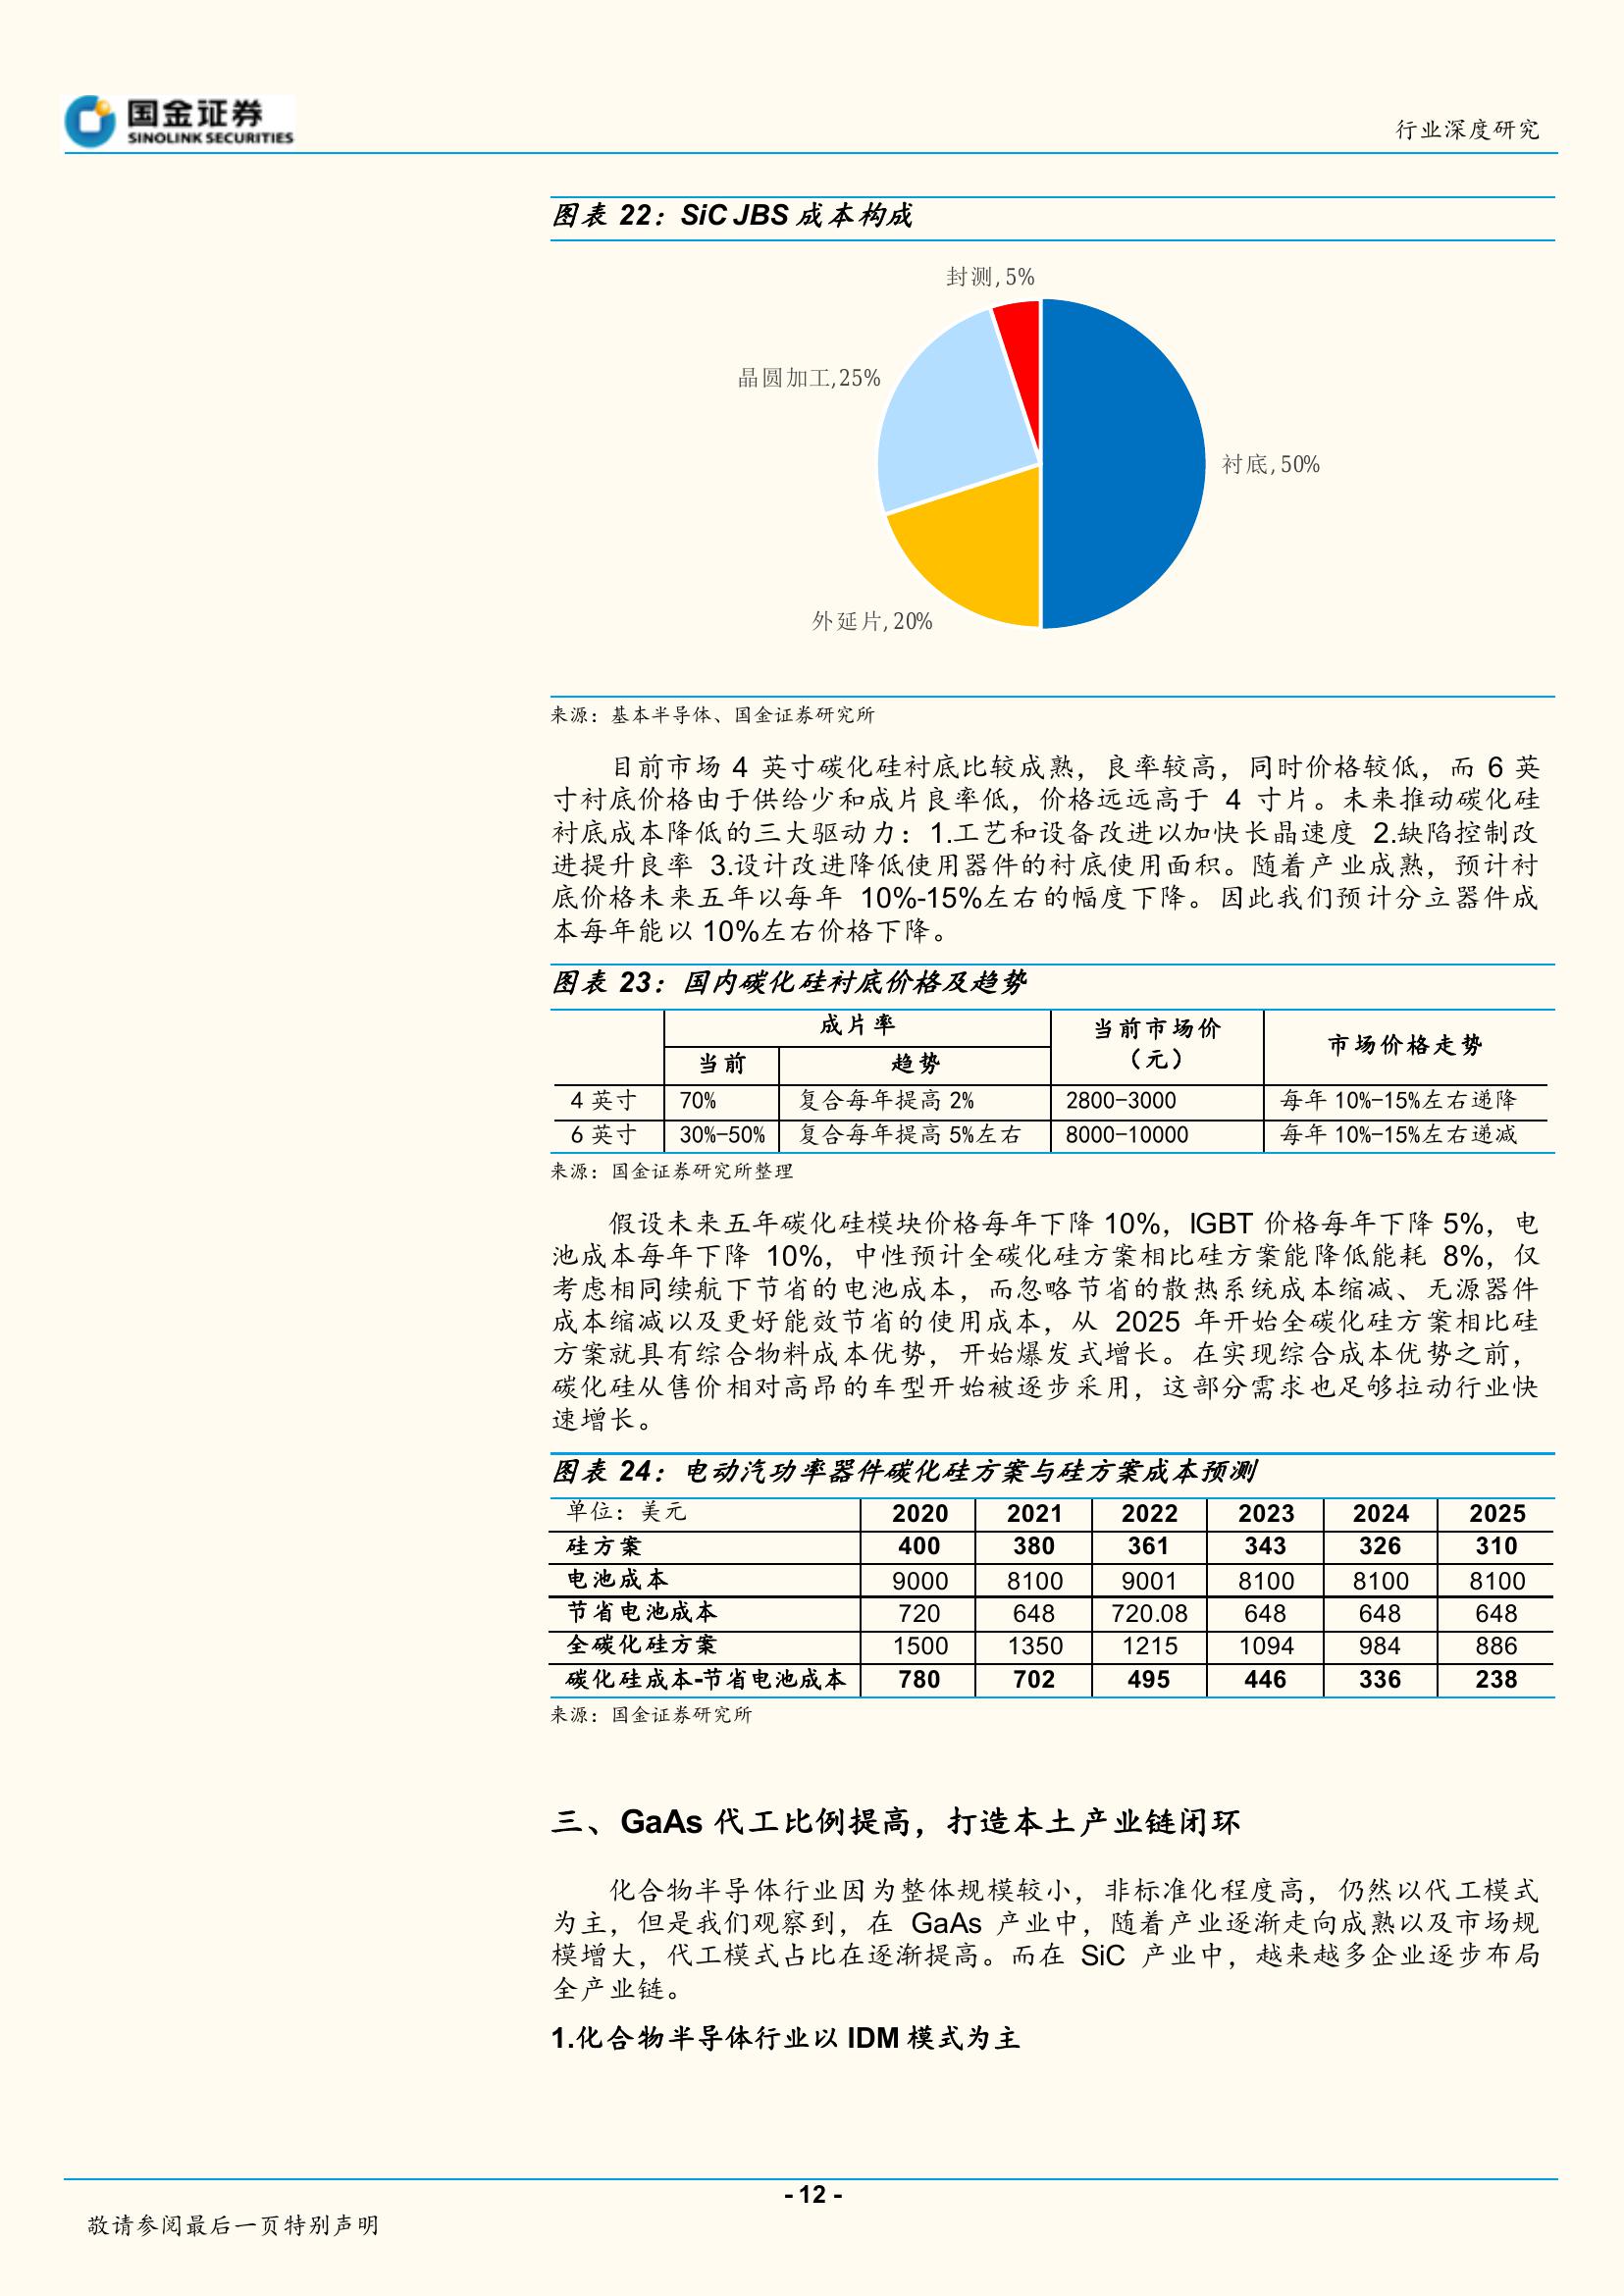 国金证券
SINOLINK SECURITIES
行业深度研究
图表 22：SiC JBS 成本构成
封测, 5%
晶圆加工, 25%
衬底, 50%
外延片, 20%
来源：基本半导体、国金证券研究所
目前市场 4 英寸碳化硅衬底比较成熟，良率较高，同时价格较低，而 6 英
寸衬底价格由于供给少和成片良率低，价格远远高于 4 寸片。未来推动碳化硅
衬底成本降低的三大驱动力：1.工艺和设备改进以加快长晶速度 2.缺陷控制改
进提升良率 3.设计改进降低使用器件的衬底使用面积。随着产业成熟，预计衬
底价格未来五年以每年 10%-15%左右的幅度下降。因此我们预计分立器件成
本每年能以 10%左右价格下降。
图表 23：国内碳化硅衬底价格及趋势
成片率 当前市场价（元） 市场价格走势
当前 趋势
4 英寸 70% 复合每年提高 2% 2800-3000 每年 10%-15%左右递降
6 英寸 30%-50% 复合每年提高 5%左右 8000-10000 每年 10%-15%左右递减
来源：国金证券研究所整理
假设未来五年碳化硅模块价格每年下降 10%，IGBT 价格每年下降 5%，电
池成本每年下降 10%，中性预计全碳化硅方案相比硅方案能降低能耗 8%，仅
考虑相同续航下节省的电池成本，而忽略节省的散热系统成本缩减、无源器件
成本缩减以及更好能效节省的使用成本，从 2025 年开始全碳化硅方案相比硅
方案就具有综合物料成本优势，开始爆发式增长。在实现综合成本优势之前，
碳化硅从售价相对高昂的车型开始被逐步采用，这部分需求也足够拉动行业快
速增长。
图表 24：电动汽功率器件碳化硅方案与硅方案成本预测
单位：美元 2020 2021 2022 2023 2024 2025
硅方案 400 380 361 343 326 310
电池成本 9000 8100 9001 8100 8100 8100
节省电池成本 720 648 720.08 648 648 648
全碳化硅方案 1500 1350 1215 1094 984 886
碳化硅成本-节省电池成本 780 702 495 446 336 238
来源：国金证券研究所
三、GaAs 代工比例提高，打造本土产业链闭环
化合物半导体行业因为整体规模较小，非标准化程度高，仍然以代工模式
为主，但是我们观察到，在 GaAs 产业中，随着产业逐渐走向成熟以及市场规
模增大，代工模式占比在逐渐提高。而在 SiC 产业中，越来越多企业逐步布局
全产业链。
1.化合物半导体行业以 IDM 模式为主
- 12 -
敬请参阅最后一页特别声明